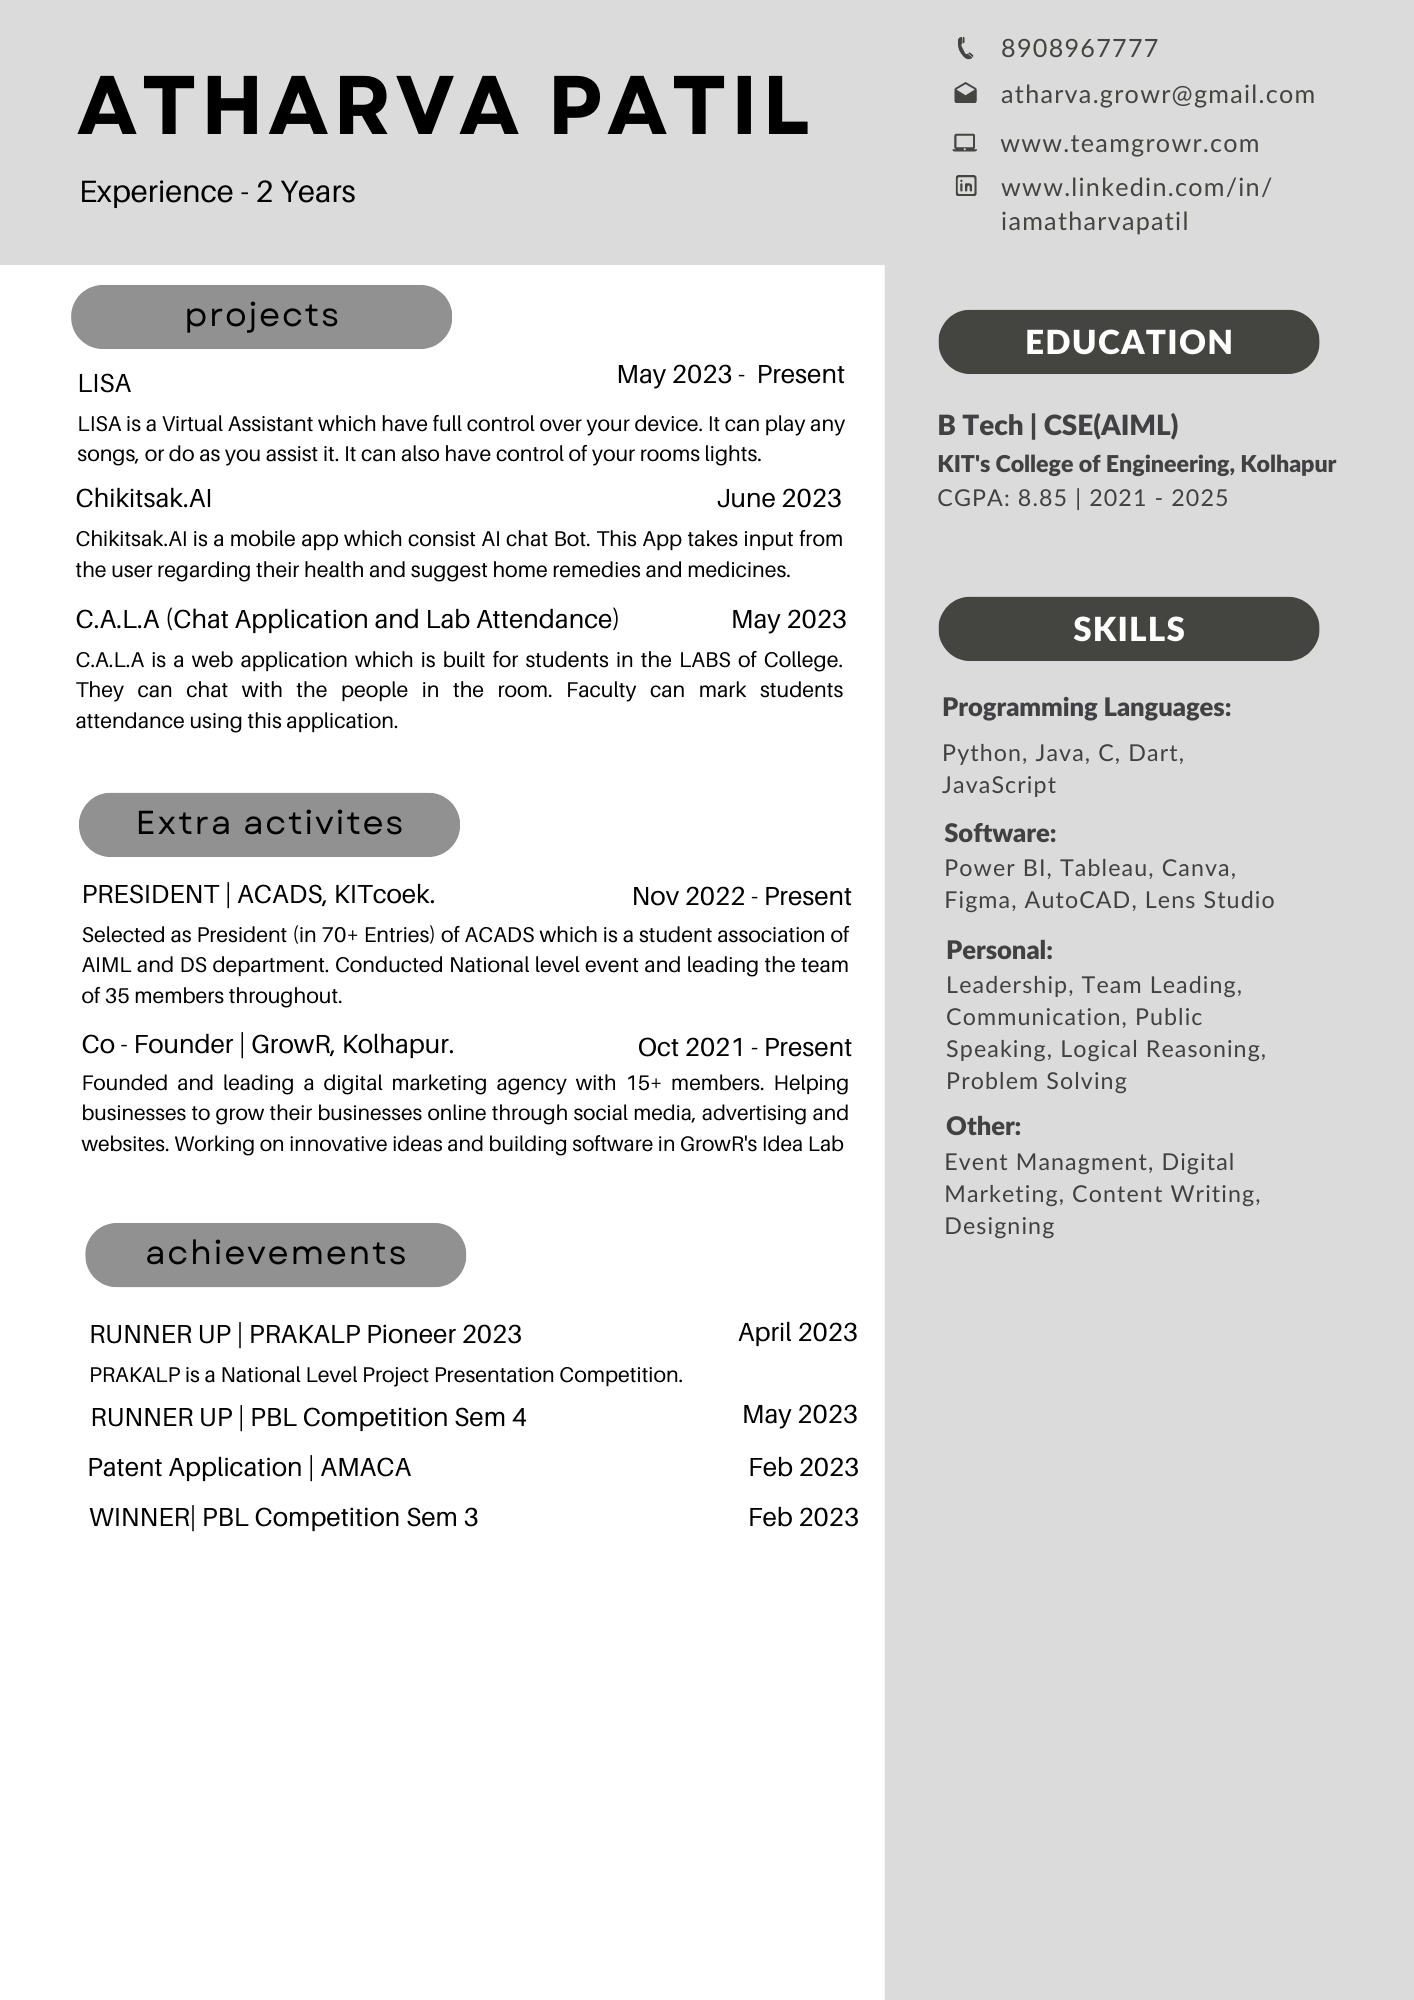 ATHARVA PATIL
Experience - 2 Years
8908967777
atharva.growr@gmail.com
www.teamgrowr.com
www.linkedin.com/in/
iamatharvapatil
projects
LISA
May 2023 - Present
LISA is a Virtual Assistant which have full control over your device. It can play any
songs, or do as you assist it. It can also have control of your rooms lights.
Chikitsak.AI
June 2023
Chikitsak.AI is a mobile app which consist AI chat Bot. This App takes input from
the user regarding their health and suggest home remedies and medicines.
C.A.L.A (Chat Application and Lab Attendance)
May 2023
C.A.L.A is a web application which is built for students in the LABS of College.
They can chat with the people in the room. Faculty can mark students
attendance using this application.
Extra activites
PRESIDENT | ACADS, KITcoek.
Nov 2022 - Present
Selected as President (in 70+ Entries) of ACADS which is a student association of
AIML and DS department. Conducted National level event and leading the team
of 35 members throughout.
Co - Founder | GrowR, Kolhapur.
Oct 2021 - Present
Founded and leading a digital marketing agency with 15+ members. Helping
businesses to grow their businesses online through social media, advertising and
websites. Working on innovative ideas and building software in GrowR's Idea Lab
achievements
RUNNER UP | PRAKALP Pioneer 2023
April 2023
PRAKALP is a National Level Project Presentation Competition.
RUNNER UP | PBL Competition Sem 4
May 2023
Patent Application | AMACA
Feb 2023
WINNER| PBL Competition Sem 3
Feb 2023
EDUCATION
B Tech | CSE(AIML)
KIT's College of Engineering, Kolhapur
CGPA: 8.85 | 2021 - 2025
SKILLS
Programming Languages:
Python, Java, C, Dart,
JavaScript
Software:
Power BI, Tableau, Canva,
Figma, AutoCAD, Lens Studio
Personal:
Leadership, Team Leading,
Communication, Public
Speaking, Logical Reasoning,
Problem Solving
Other:
Event Managment, Digital
Marketing, Content Writing,
Designing